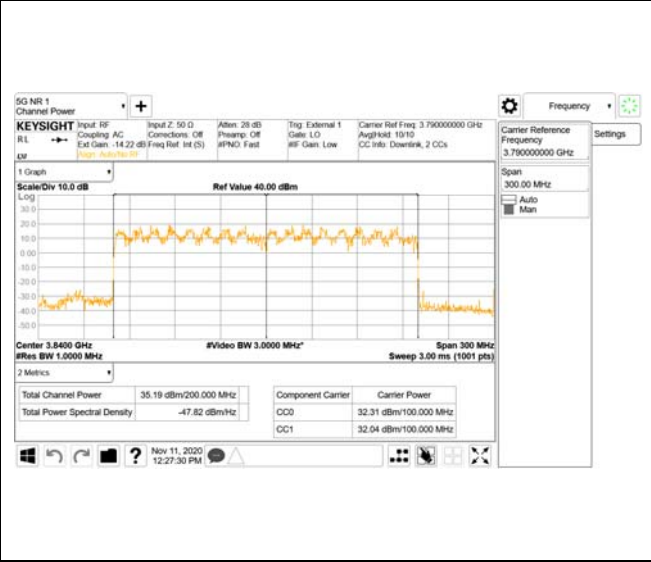 5G NR 1
Channel Power
Frequency
KEYSIGHT
RL
Input: RF
Coupling: AC
Ext Gain: -14.22 dB
Align: Auto/No RF
Input Z: 50 Ω
Corrections: Off
Freq Ref: Int (S)
Atten: 28 dB
Preamp: Off
#PNO: Fast
Trig: External 1
Gate: LO
#IF Gain: Low
Carrier Ref Freq: 3.790000000 GHz
Avg|Hold: 10/10
CC Info: Downlink, 2 CCs
Carrier Reference
Frequency
3.790000000 GHz
Settings
Span
300.00 MHz
Auto
Man
1 Graph
Scale/Div 10.0 dB
Ref Value 40.00 dBm
Log
30.0
20.0
10.0
0.00
-10.0
-20.0
-30.0
-40.0
-50.0
Center 3.8400 GHz
#Video BW 3.0000 MHz*
Span 300 MHz
#Res BW 1.0000 MHz
Sweep 3.00 ms (1001 pts)
2 Metrics
Total Channel Power
35.19 dBm/200.000 MHz
Total Power Spectral Density
-47.82 dBm/Hz
Component Carrier
Carrier Power
CC0
32.31 dBm/100.000 MHz
CC1
32.04 dBm/100.000 MHz
?
Nov 11, 2020
12:27:30 PM